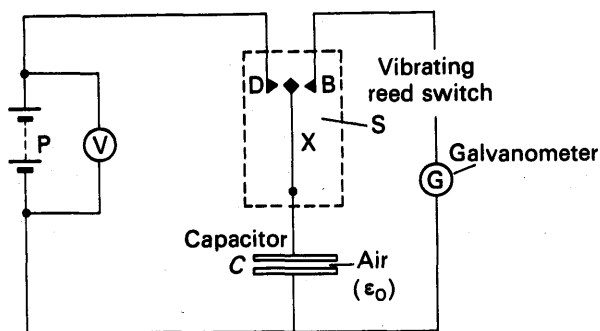 D
B
Vibrating
reed switch
S
X
P
V
Galvanometer
G
Capacitor
C
Air
(ε₀)